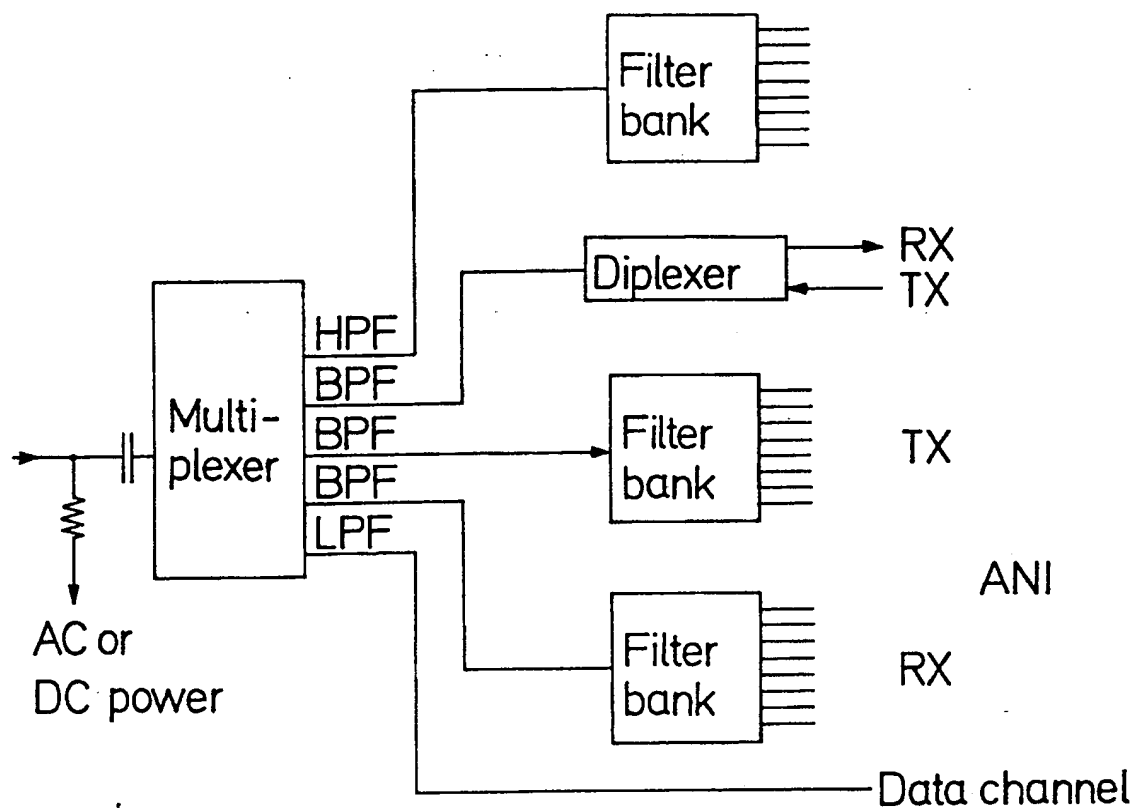 Filter
bank
Diplexer
RX
TX
HPF
BPF
BPF
BPF
LPF
Multi-
plexer
Filter
bank
TX
ANI
AC or
DC power
Filter
bank
RX
Data channel